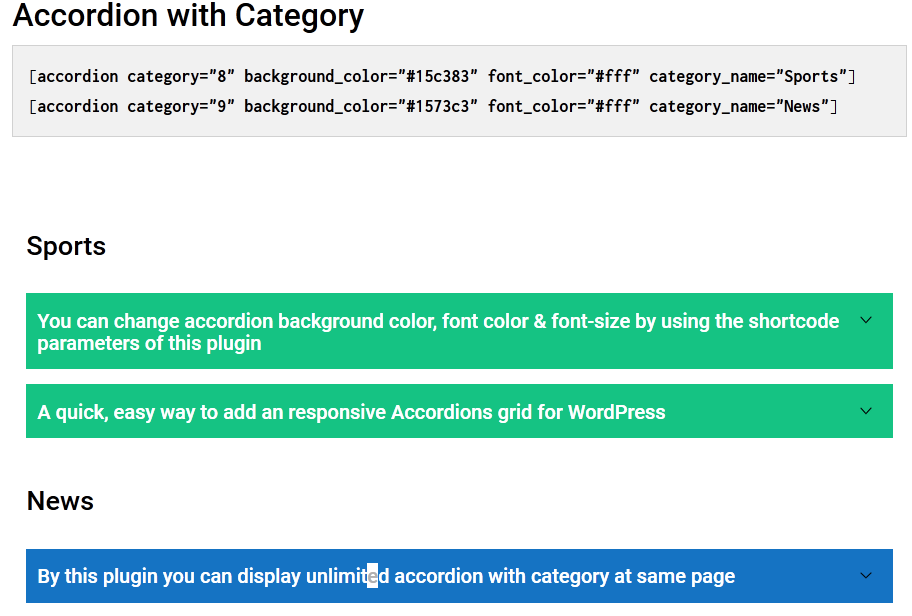 Accordion with Category
[accordion category="8" background_color="#15c383" font_color="#fff" category_name="Sports"]
[accordion category="9" background_color="#1573c3" font_color="#fff" category_name="News"]
Sports
You can change accordion background color, font color & font-size by using the shortcode
parameters of this plugin
A quick, easy way to add an responsive Accordions grid for WordPress
News
By this plugin you can display unlimited accordion with category at same page